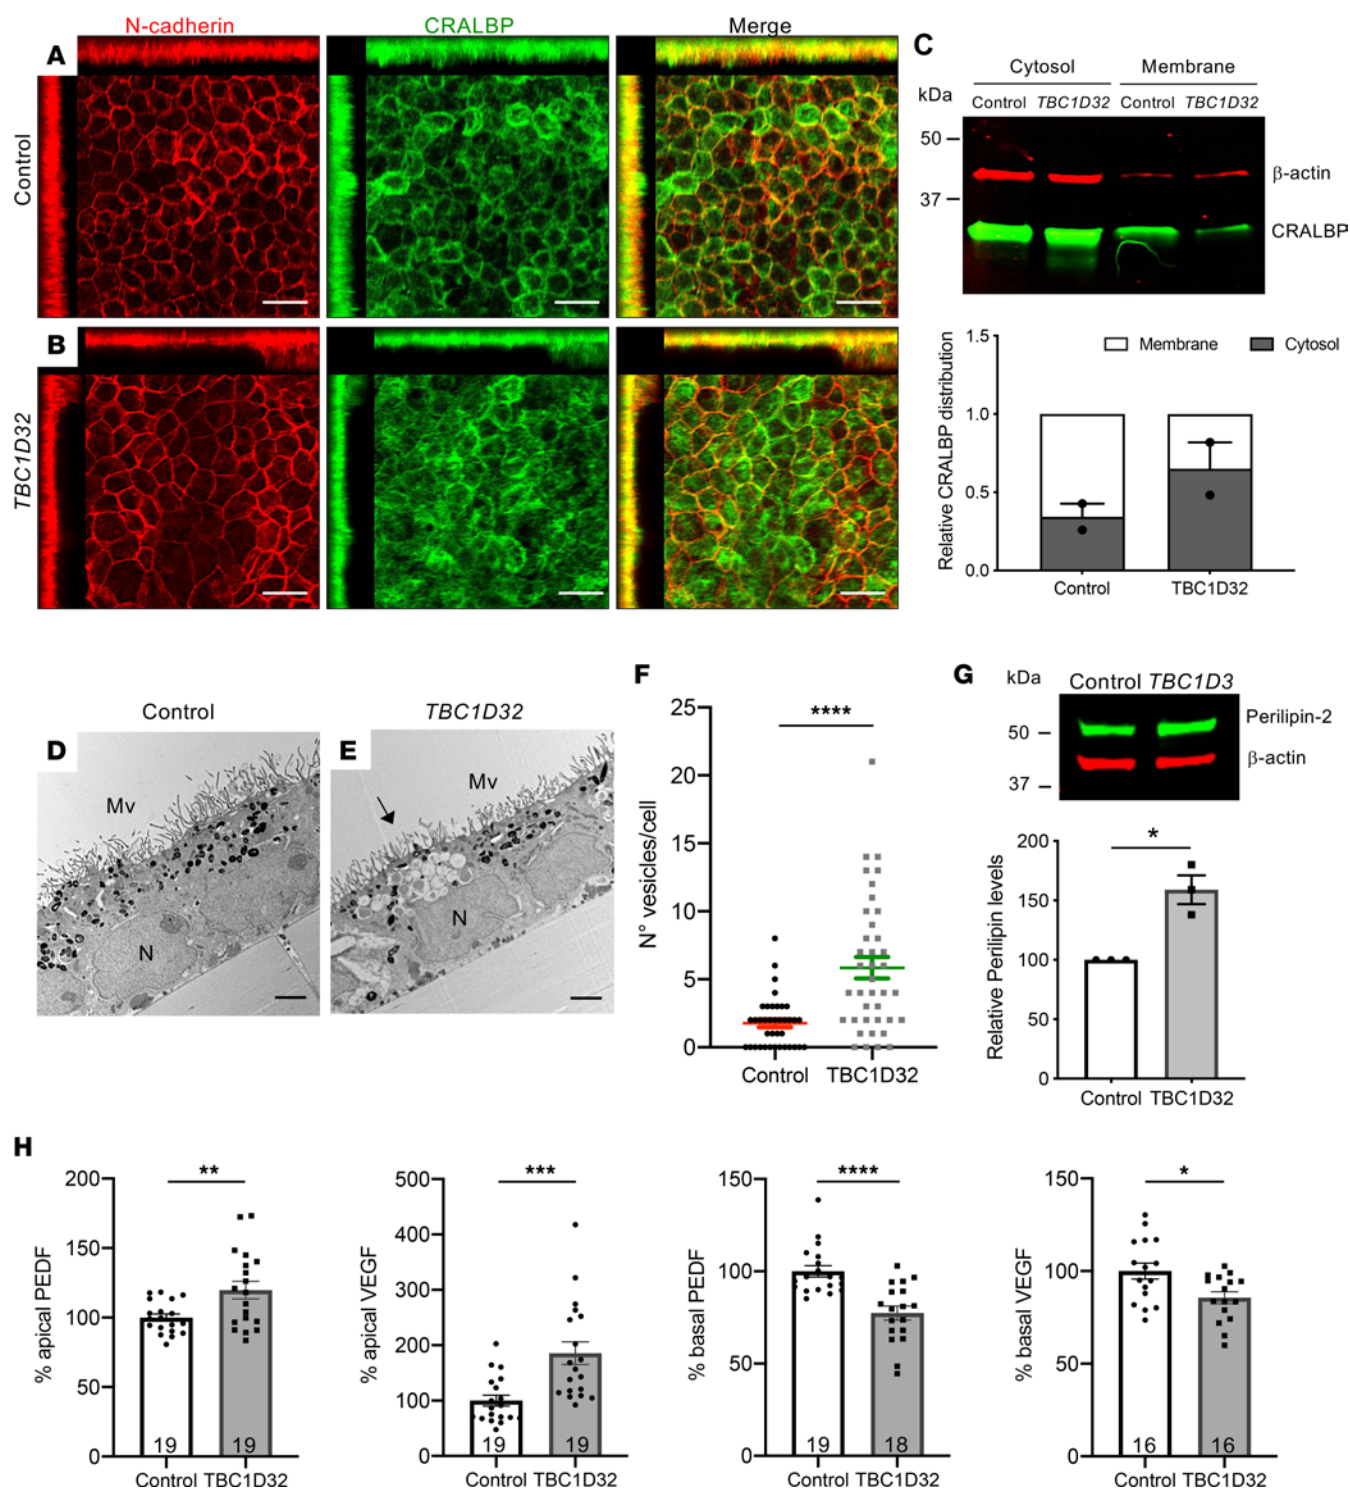 N-cadherin CRALBP Merge
A
Control
B
TBC1D32
C
Cytosol Membrane
kDa Control TBC1D32 Control TBC1D32
50
37
β-actin
CRALBP
Relative CRALBP distribution
1.5
1.0
0.5
0.0
Membrane Cytosol
Control TBC1D32
Control TBC1D32
D
Mv
N
E
Mv
N
F
N° vesicles/cell
25
20
15
10
5
0
****
Control TBC1D32
G
kDa Control TBC1D3
50
37
Perilipin-2
β-actin
Relative Perilipin levels
200
150
100
50
0
*
Control TBC1D32
H
% apical PEDF
200
150
100
50
0
**
19 19
Control TBC1D32
% apical VEGF
500
400
300
200
100
0
***
19 19
Control TBC1D32
% basal PEDF
150
100
50
0
****
19 18
Control TBC1D32
% basal VEGF
150
100
50
0
*
16 16
Control TBC1D32